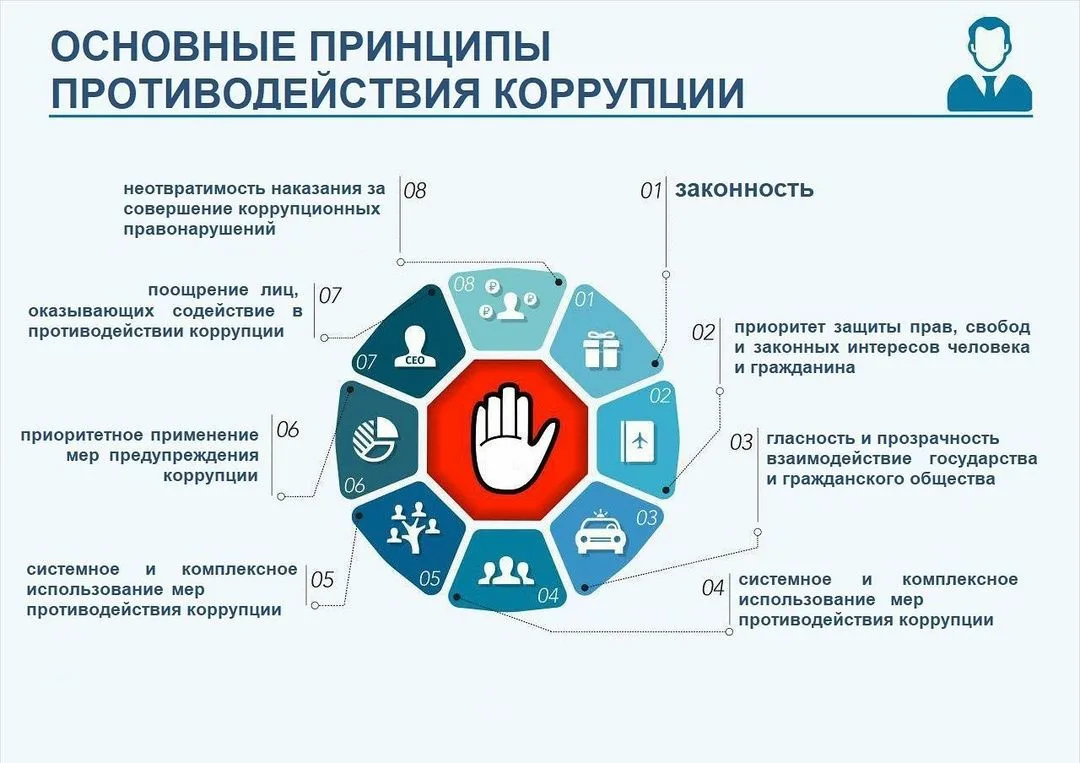 ОСНОВНЫЕ ПРИНЦИПЫ
ПРОТИВОДЕЙСТВИЯ КОРРУПЦИИ
01
законность
02
приоритет защиты прав, свобод
и законных интересов человека
и гражданина
03
гласность и прозрачность
взаимодействие государства
и гражданского общества
04
системное и комплексное
использование мер
противодействия коррупции
05
системное и комплексное
использование мер
противодействия коррупции
06
приоритетное применение
мер предупреждения
коррупции
07
поощрение лиц,
оказывающих содействие в
противодействии коррупции
08
неотвратимость наказания за
совершение коррупционных
правонарушений
01
02
03
04
05
06
07
CEO
08
₽
₽
₽